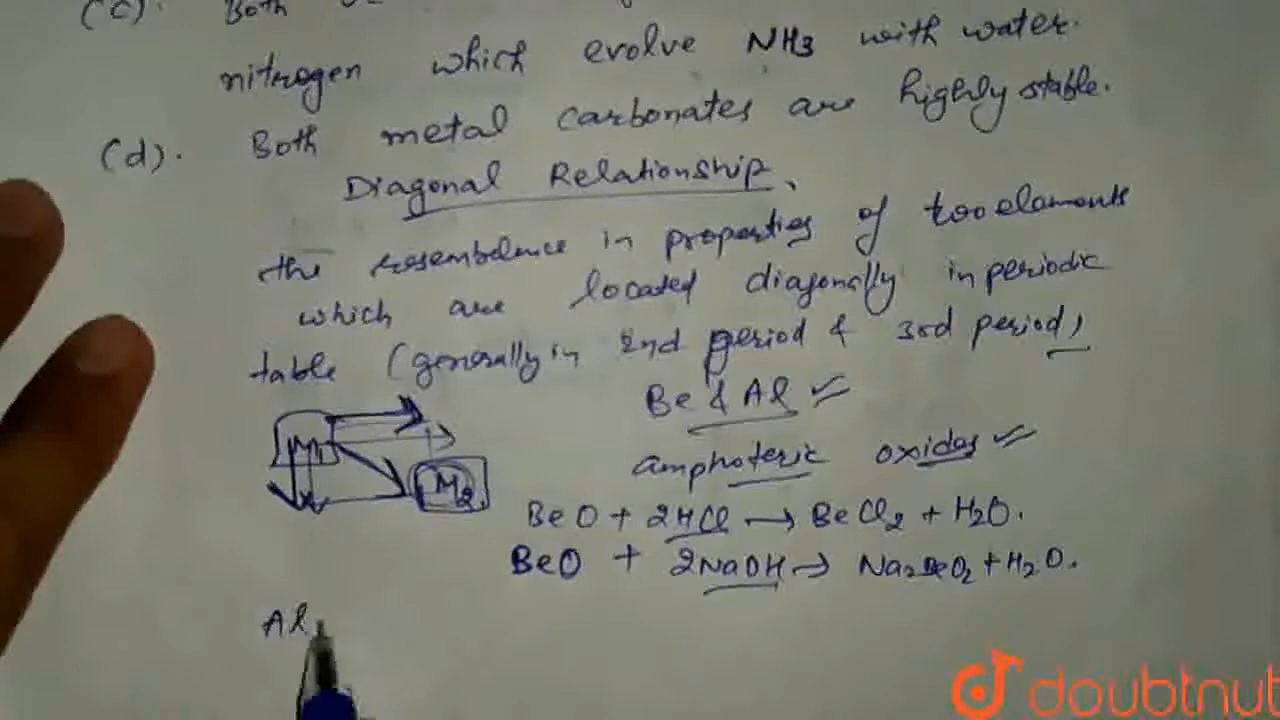 (c). Both
nitrogen which evolve NH3 with water.
(d). Both metal carbonates are highly stable.
Diagonal Relationship,
the resembelence in properties of two elements
which are located diagonally in periodic
table (generally in 2nd period & 3rd period)
Be & Al
amphoteric oxides
M1
M2
BeO + 2HCl → BeCl2 + H2O.
BeO + 2NaOH → Na2BeO2 + H2O.
Al
doubtnut